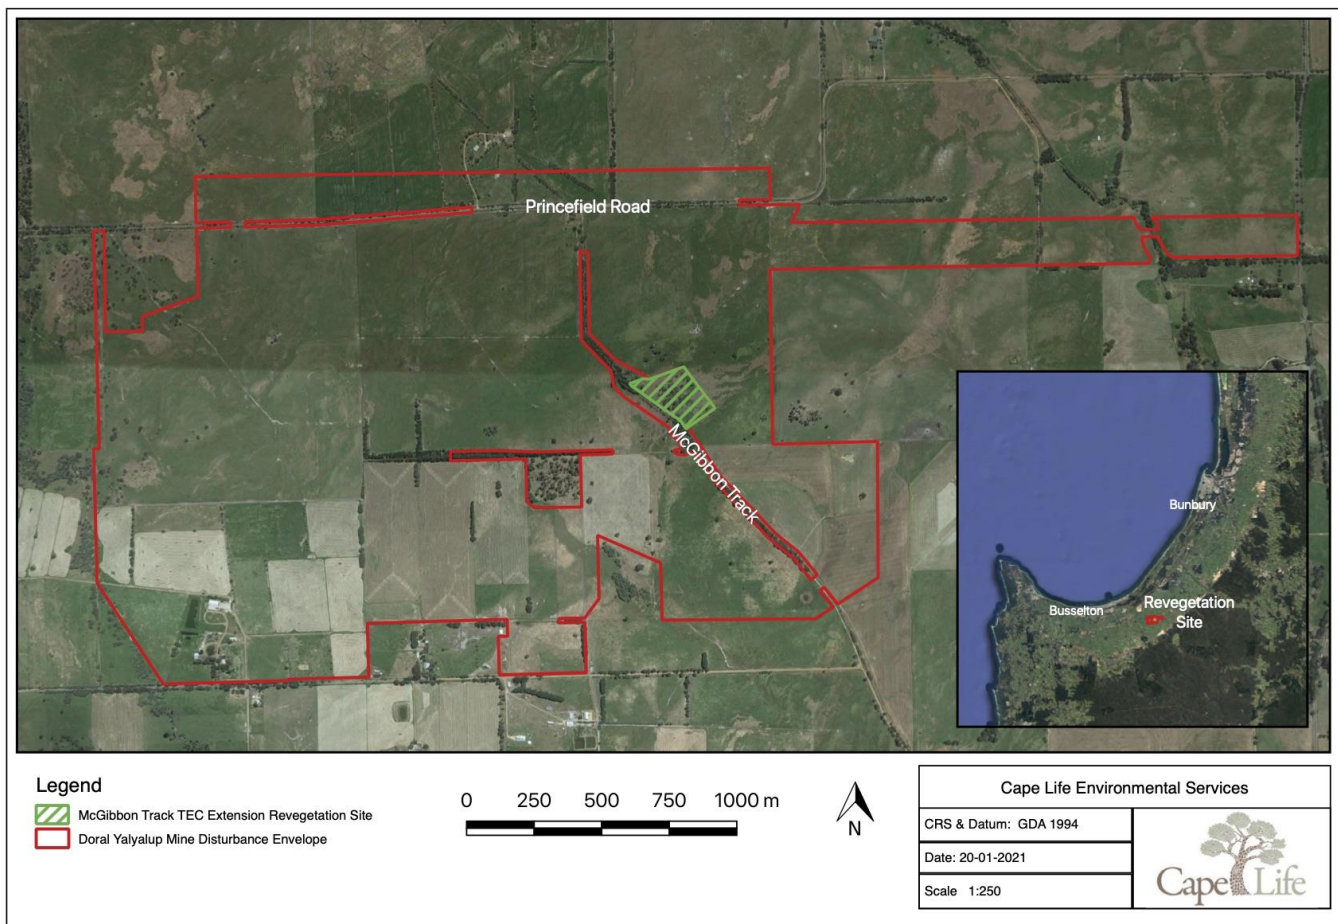 Princefield Road
McGibbon Track
Bunbury
Busselton
Revegetation
Site
Legend
McGibbon Track TEC Extension Revegetation Site
Doral Yalyalup Mine Disturbance Envelope
0 250 500 750 1000 m
N
Cape Life Environmental Services
CRS & Datum: GDA 1994
Date: 20-01-2021
Scale 1:250
Cape Life